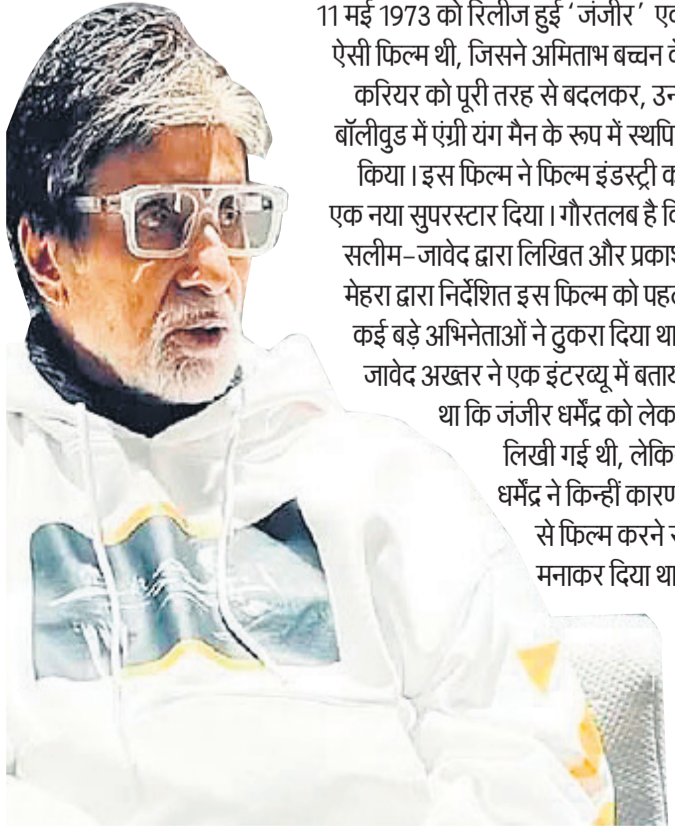 11 मई 1973 को रिलीज हुई ‘जंजीर’
ऐसी फिल्म थी, जिसने अमिताभ बच्चन
करियर को पूरी तरह से बदलकर,
बॉलीवुड में एंग्री यंग मैन के रूप में
किया। इस फिल्म ने फिल्म इंडस्ट्री
एक नया सुपरस्टार दिया। गौरतलब है
सलीम-जावेद द्वारा लिखित और
मेहरा द्वारा निर्देशित इस फिल्म को
कई बड़े अभिनेताओं ने ठुकरा दिया था
जावेद अख्तर ने एक इंटरव्यू में
था कि जंजीर धर्मेंद्र को
लिखी गई थी,
धर्मेंद्र ने किन्हीं
से फिल्म करने
मनाकर दिया था